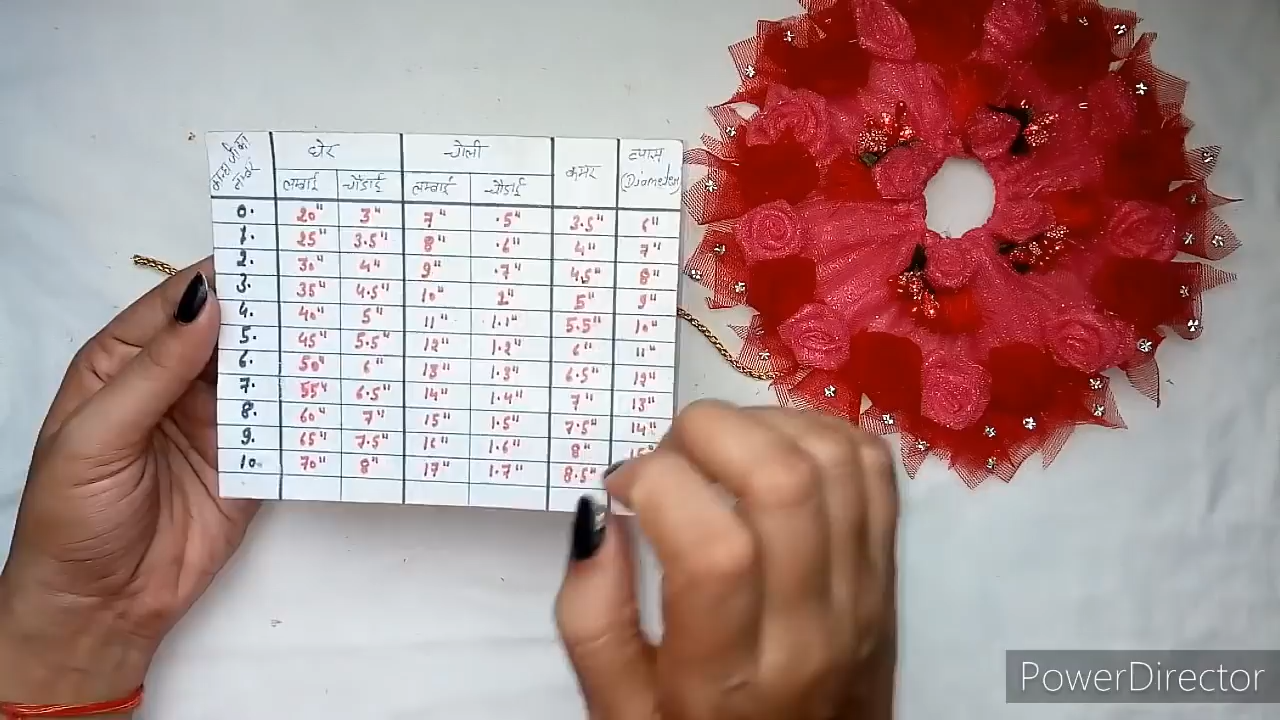 कान्हा जी का नम्बर घेर चोली कमर व्यास (Diameter)
लम्बाई चौड़ाई लम्बाई चौड़ाई
0. 20" 3" 7" .5" 3.5" 6"
1. 25" 3.5" 8" .6" 4" 7"
2. 30" 4" 9" .7" 4.5" 8"
3. 35" 4.5" 10" 1" 5" 9"
4. 40" 5" 11" 1.1" 5.5" 10"
5. 45" 5.5" 12" 1.2" 6" 11"
6. 50" 6" 13" 1.3" 6.5" 12"
7. 55" 6.5" 14" 1.4" 7" 13"
8. 60" 7" 15" 1.5" 7.5" 14"
9. 65" 7.5" 16" 1.6" 8" 15"
10. 70" 8" 17" 1.7" 8.5"
PowerDirector